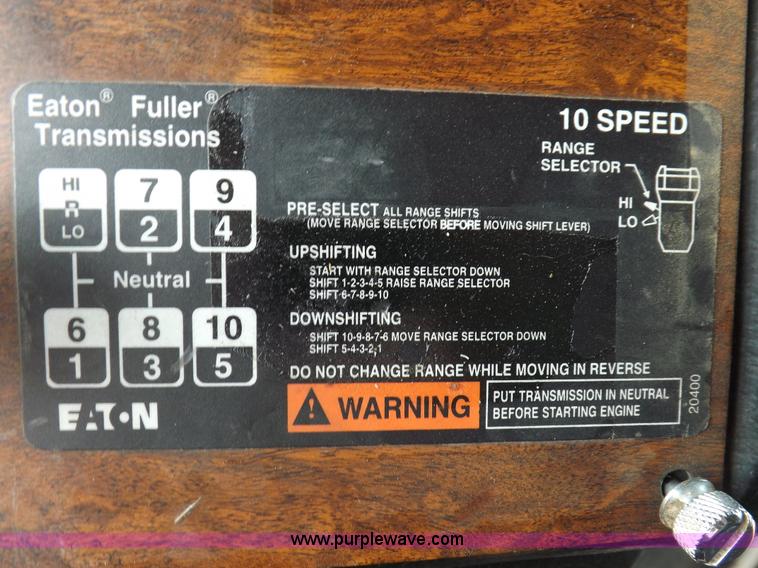 Eaton® Fuller®
Transmissions
10 SPEED
RANGE
SELECTOR
HI
LO
HI
R
LO
7
2
9
4
Neutral
6
1
8
3
10
5
EATON
PRE-SELECT ALL RANGE SHIFTS
(MOVE RANGE SELECTOR BEFORE MOVING SHIFT LEVER)
UPSHIFTING
START WITH RANGE SELECTOR DOWN
SHIFT 1-2-3-4-5 RAISE RANGE SELECTOR
SHIFT 6-7-8-9-10
DOWNSHIFTING
SHIFT 10-9-8-7-6 MOVE RANGE SELECTOR DOWN
SHIFT 5-4-3-2-1
DO NOT CHANGE RANGE WHILE MOVING IN REVERSE
WARNING
PUT TRANSMISSION IN NEUTRAL
BEFORE STARTING ENGINE
20400
www.purplewave.com